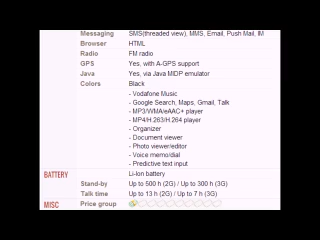 Messaging SMS(threaded view), MMS, Email, Push Mail, IM
Browser HTML
Radio FM radio
GPS Yes, with A-GPS support
Java Yes, via Java MIDP emulator
Colors Black
- Vodafone Music
- Google Search, Maps, Gmail, Talk
- MP3/WMA/eAAC+ player
- MP4/H.263/H.264 player
- Organizer
- Document viewer
- Photo viewer/editor
- Voice memo/dial
- Predictive text input
BATTERY Li-Ion battery
Stand-by Up to 500 h (2G) / Up to 300 h (3G)
Talk time Up to 13 h (2G) / Up to 7 h (3G)
MISC Price group